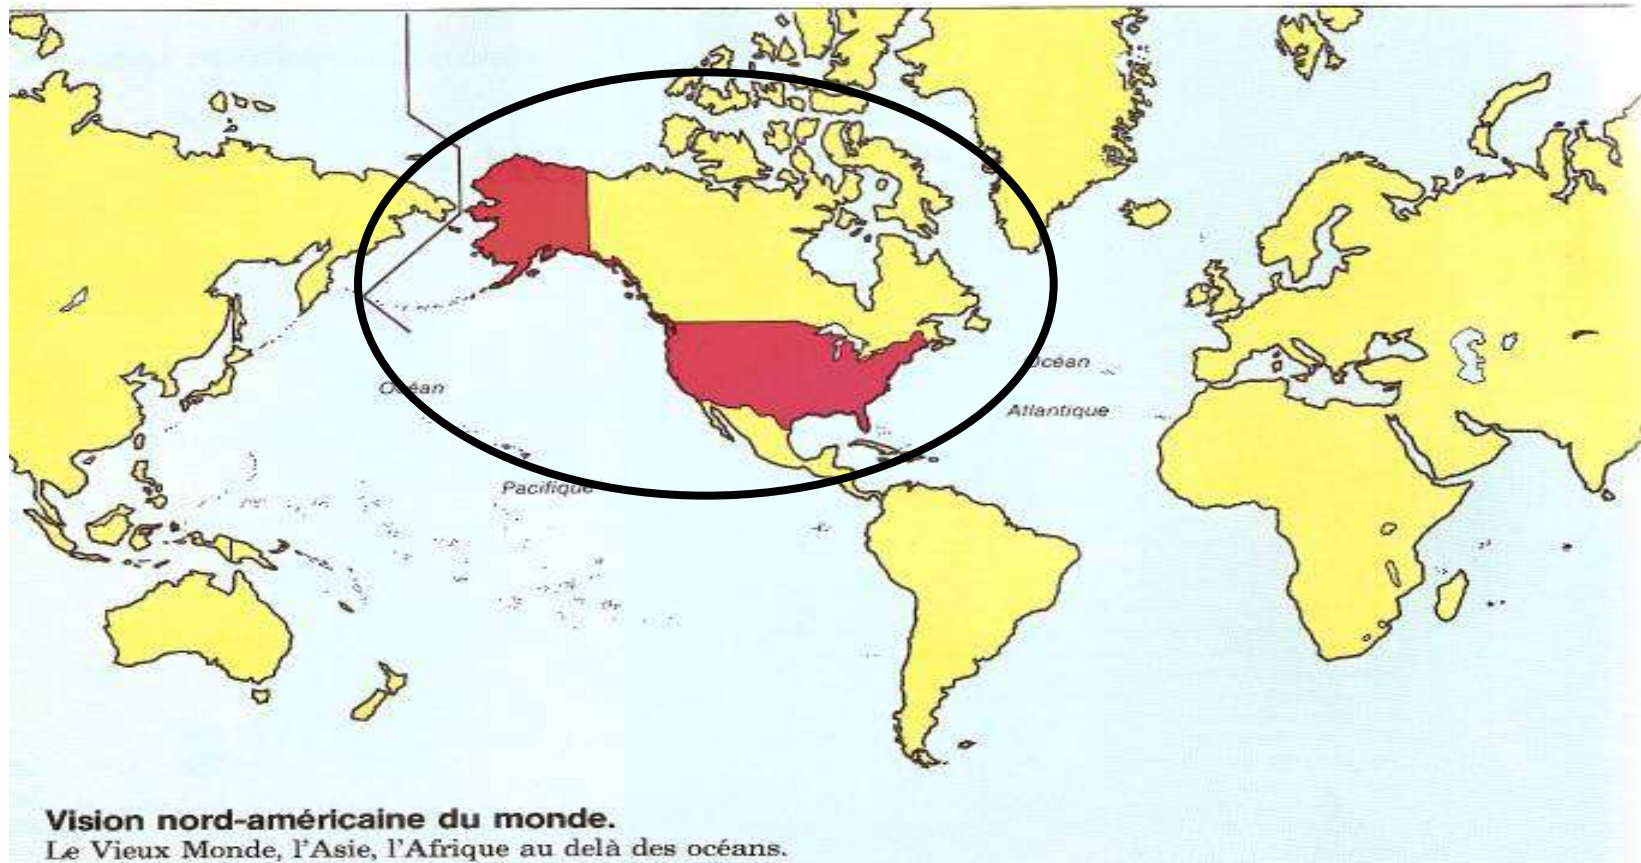 Océan
Atlantique
Océan
Pacifique
Vision nord-américaine du monde.
Le Vieux Monde, l'Asie, l'Afrique au delà des océans.